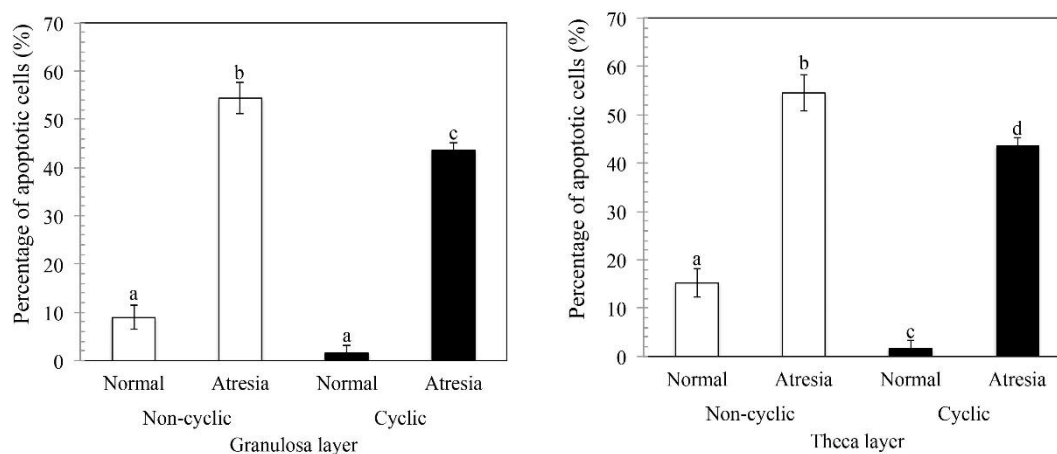 Percentage of apoptotic cells (%)
70
60
50
40
30
20
10
0
a
b
a
c
Normal Atresia Normal Atresia
Non-cyclic Cyclic
Granulosa layer
Percentage of apoptotic cells (%)
70
60
50
40
30
20
10
0
a
b
c
d
Normal Atresia Normal Atresia
Non-cyclic Cyclic
Theca layer